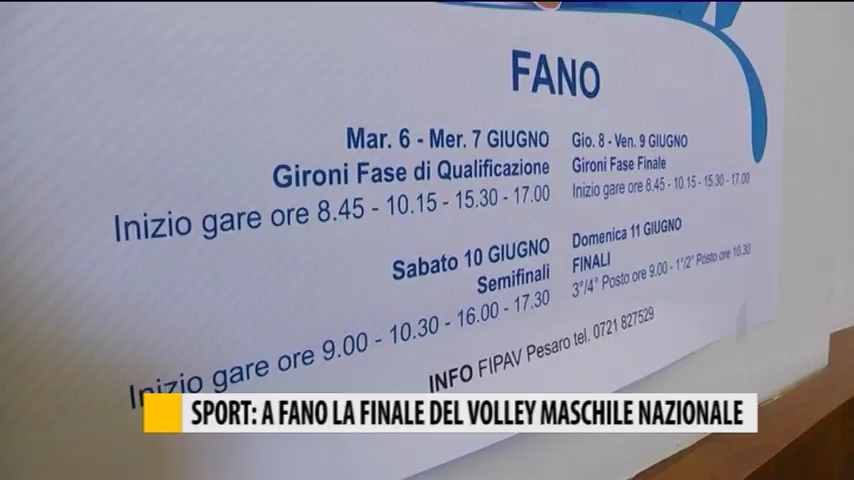 FANO
Mar. 6 - Mer. 7 GIUGNO
Gironi Fase di Qualificazione
Inizio gare ore 8.45 - 10.15 - 15.30 - 17.00
Gio. 8 - Ven. 9 GIUGNO
Gironi Fase Finale
Inizio gare ore 8.45 - 10.15 - 15.30 - 17.00
Sabato 10 GIUGNO
Semifinali
Inizio gare ore 9.00 - 10.30 - 16.00 - 17.30
Domenica 11 GIUGNO
FINALI
3°/4° Posto ore 9.00 - 1°/2° Posto ore 10.30
INFO FIPAV Pesaro tel. 0721 827529
SPORT: A FANO LA FINALE DEL VOLLEY MASCHILE NAZIONALE